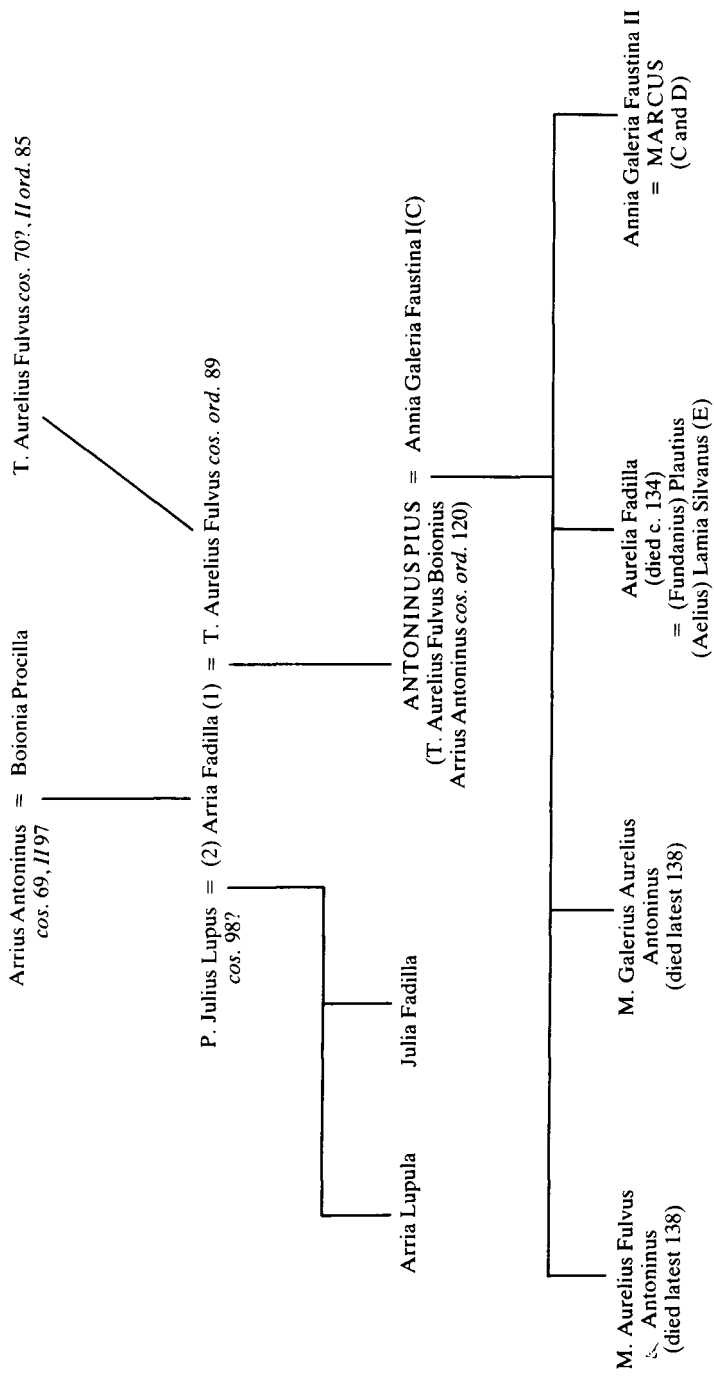 Arrius Antoninus = Boionia Procilla
cos. 69, II 97
T. Aurelius Fulvus cos. 70?, II ord. 85
P. Julius Lupus = (2) Arria Fadilla (1) = T. Aurelius Fulvus cos. ord. 89
cos. 98?
Arria Lupula
Julia Fadilla
ANTONINUS PIUS = Annia Galeria Faustina I(C)
(T. Aurelius Fulvus Boionius
Arrius Antoninus cos. ord. 120)
M. Aurelius Fulvus
Antoninus
(died latest 138)
M. Galerius Aurelius
Antoninus
(died latest 138)
Aurelia Fadilla
(died c. 134)
= (Fundanius) Plautius
(Aelius) Lamia Silvanus (E)
Annia Galeria Faustina II
= MARCUS
(C and D)